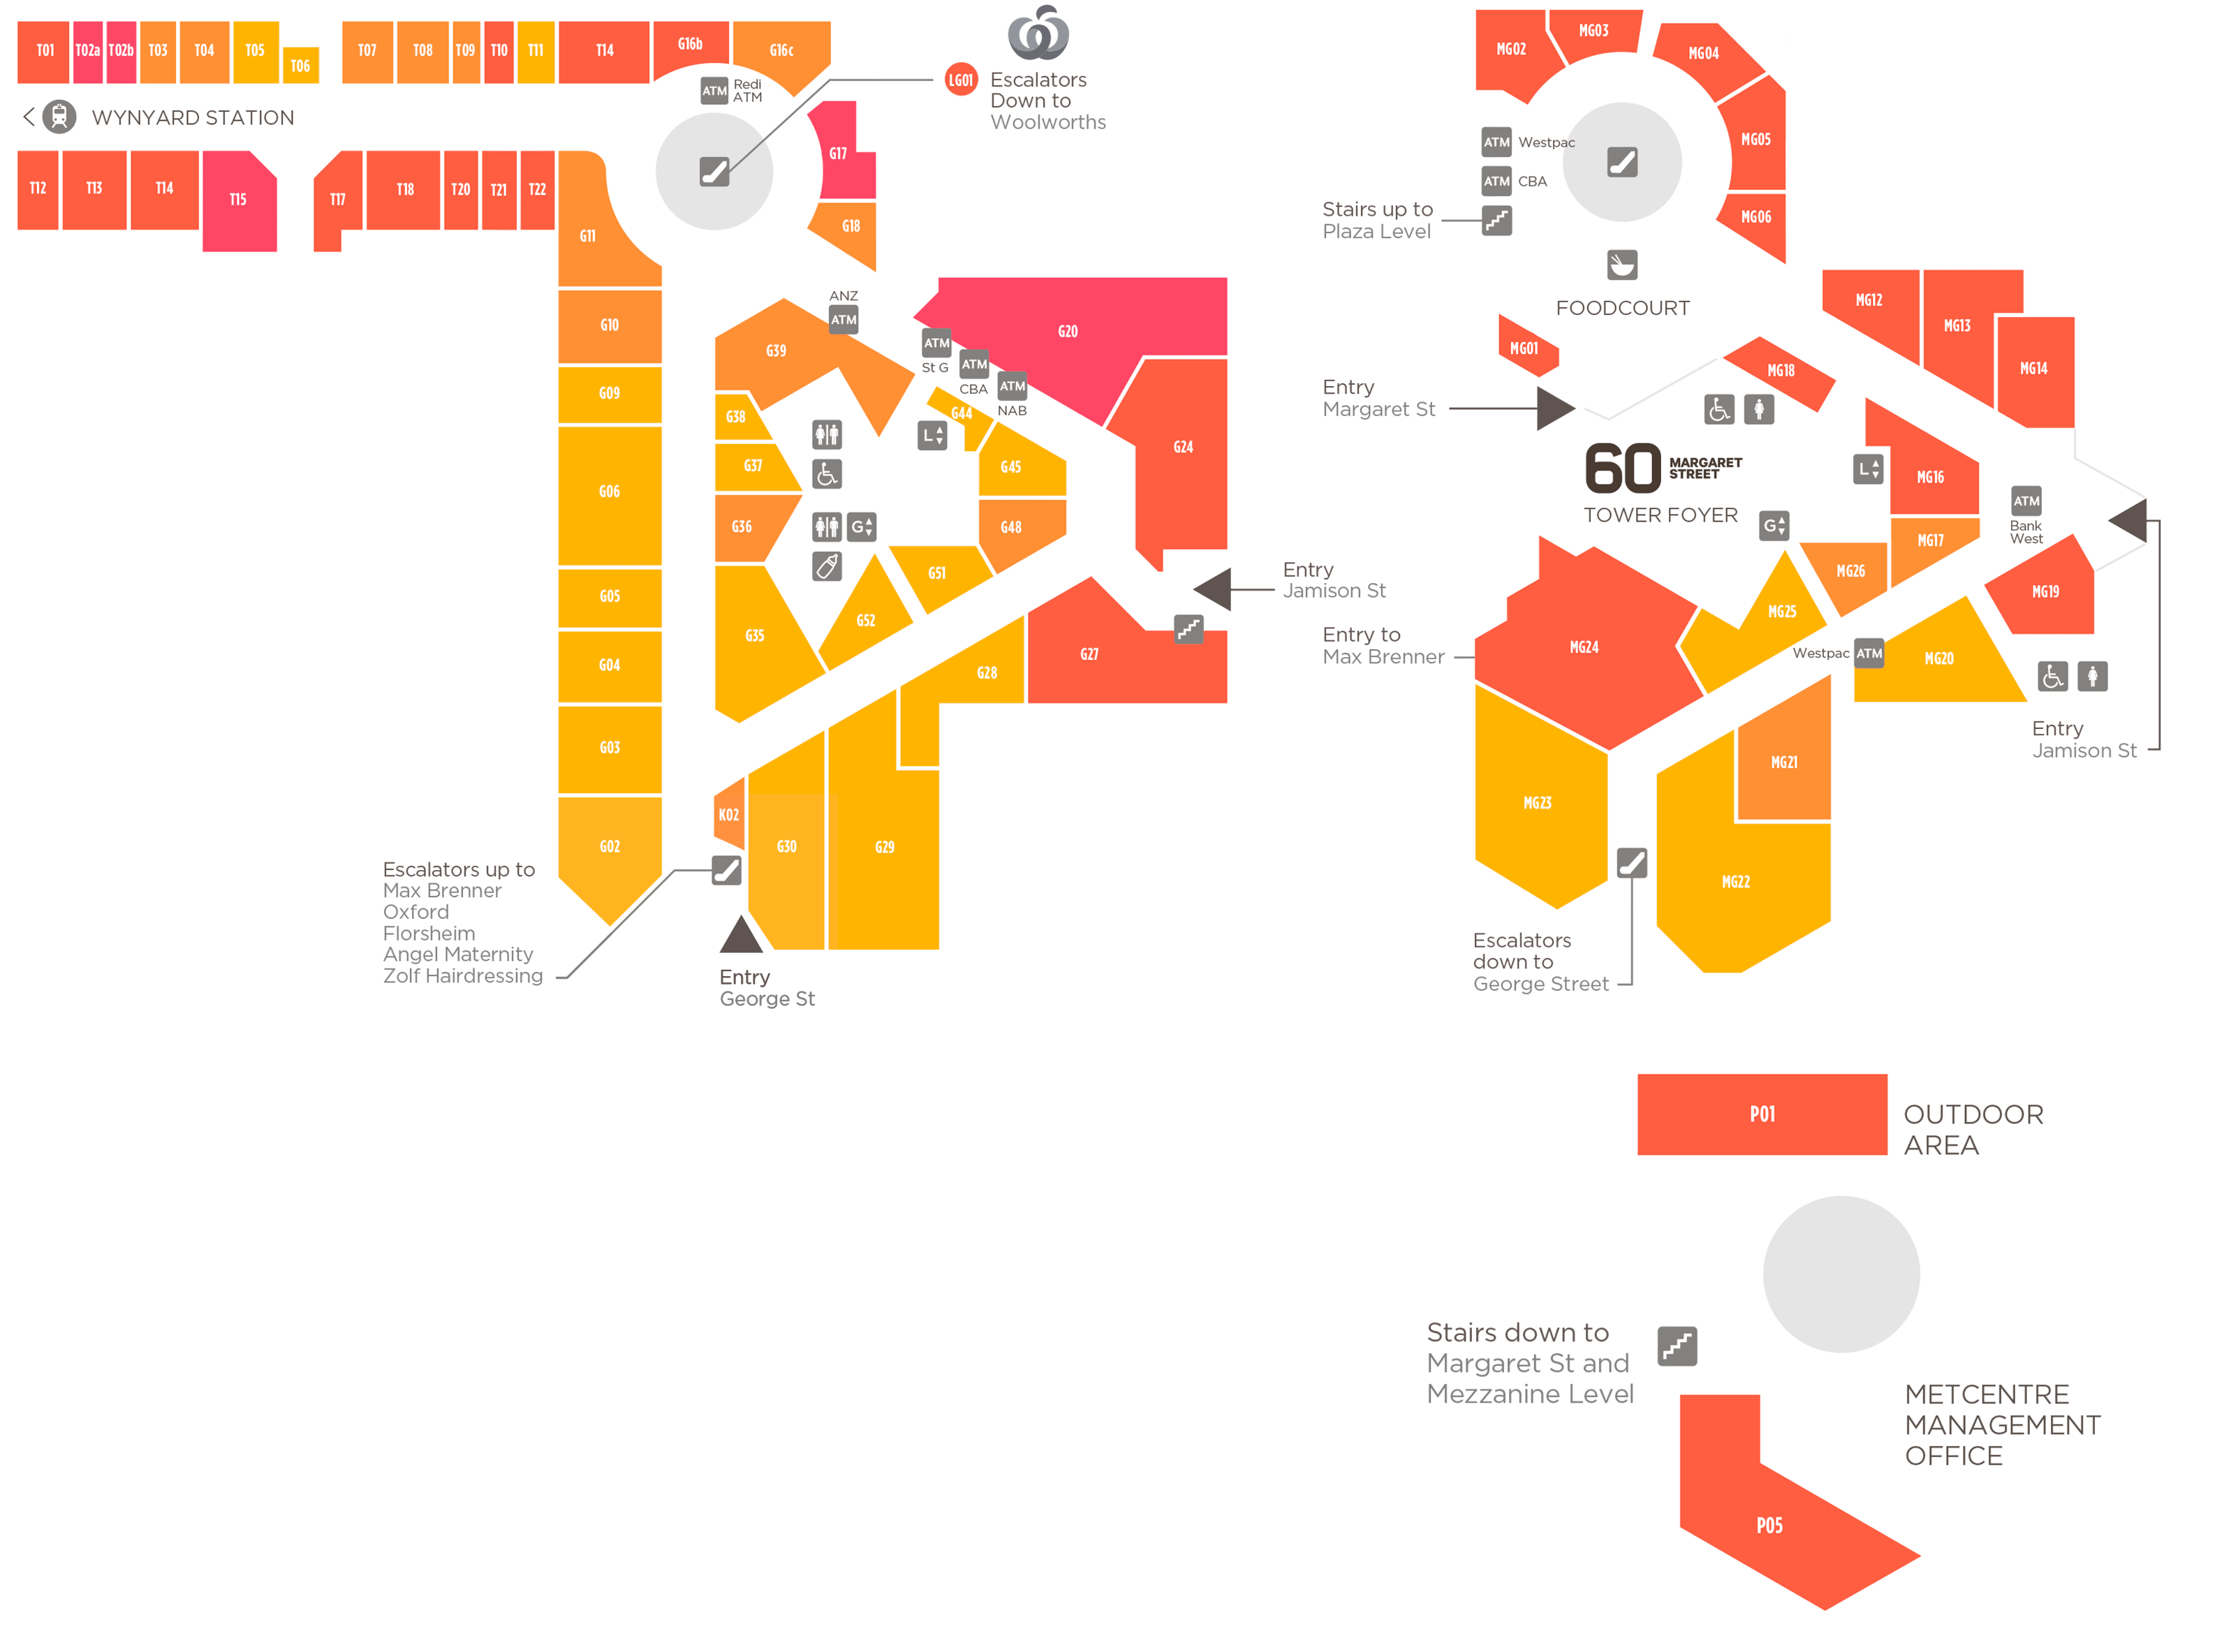 T01
T02a
T02b
T03
T04
T05
T06
T07
T08
T09
T10
T11
T14
G16b
G16c
ATM
Redi
ATM
LG01
Escalators
Down to
Woolworths
WYNYARD STATION
T12
T13
T14
T15
T17
T18
T20
T21
T22
G11
G17
G18
G10
G09
G06
G05
G04
G03
G02
ANZ
ATM
G39
G38
G37
G36
G35
ATM
St G
ATM
CBA
ATM
NAB
G20
G24
G44
L
G45
G48
G
G51
G52
G28
G27
Entry
Jamison St
K02
G30
G29
Escalators up to
Max Brenner
Oxford
Florsheim
Angel Maternity
Zolf Hairdressing
Entry
George St
MG02
MG03
MG04
MG05
MG06
ATM
Westpac
ATM
CBA
Stairs up to
Plaza Level
FOODCOURT
MG01
MG12
MG13
MG14
MG18
Entry
Margaret St
60
MARGARET
STREET
TOWER FOYER
L
MG16
MG17
G
MG26
MG25
ATM
Bank
West
MG19
Entry to
Max Brenner
MG24
Westpac
ATM
MG20
Entry
Jamison St
MG23
MG21
MG22
Escalators
down to
George Street
P01
OUTDOOR
AREA
Stairs down to
Margaret St and
Mezzanine Level
METCENTRE
MANAGEMENT
OFFICE
P05